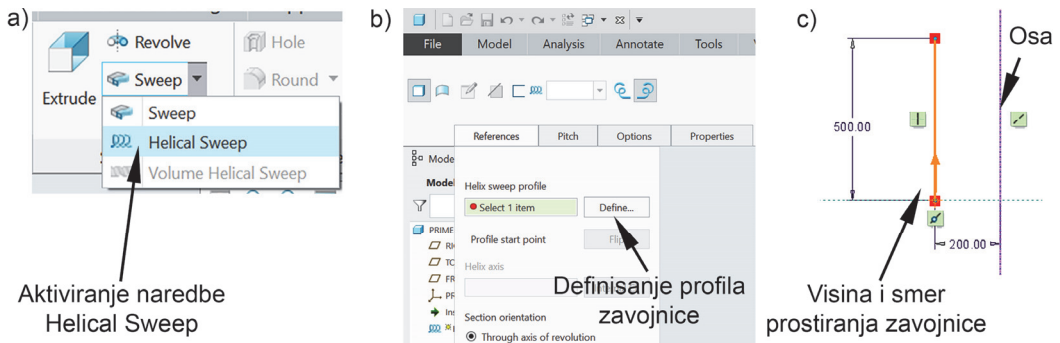 a)
Revolve
Hole
Extrude
Sweep
Round
Sweep
Helical Sweep
Volume Helical Sweep
Aktiviranje naredbe
Helical Sweep
b)
File Model Analysis Annotate Tools
References Pitch Options Properties
Helix sweep profile
Select 1 item Define...
Profile start point
Helix axis
Section orientation
Through axis of revolution
Definisanje profila
zavojnice
c)
Osa
500.00
200.00
Visina i smer
prostiranja zavojnice